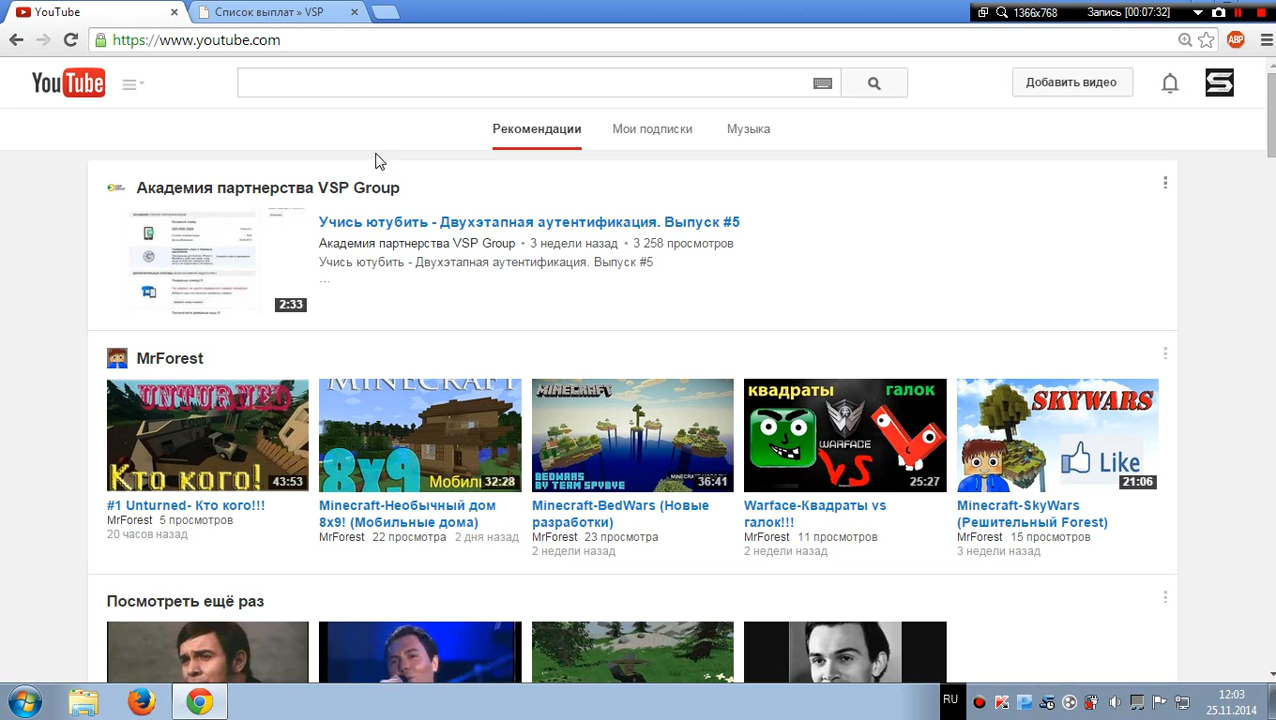 YouTube
Список выплат » VSP
1366x768
Запись [00:07:32]
https://www.youtube.com
ABP
YouTube
Добавить видео
Рекомендации
Мои подписки
Музыка
Академия партнерства VSP Group
Учись ютубить - Двухэтапная аутентификация. Выпуск #5
Академия партнерства VSP Group • 3 недели назад • 3 258 просмотров
Учись ютубить - Двухэтапная аутентификация. Выпуск #5
...
2:33
MrForest
UNTURNED
Кто кого!
43:53
MINECRAFT
8x9
32:28
MINECRAFT
BEDWARS
BY TEAM SPYBYE
36:41
квадраты
галок
WARFACE
VS
25:27
SKYWARS
Like
21:06
#1 Unturned- Кто кого!!!
MrForest 5 просмотров
20 часов назад
Minecraft-Необычный дом
8x9! (Мобильные дома)
MrForest 22 просмотра 2 дня назад
Minecraft-BedWars (Новые
разработки)
MrForest 23 просмотра
2 недели назад
Warface-Квадраты vs
галок!!!
MrForest 11 просмотров
2 недели назад
Minecraft-SkyWars
(Решительный Forest)
MrForest 15 просмотров
3 недели назад
Посмотреть ещё раз
RU
12:03
25.11.2014